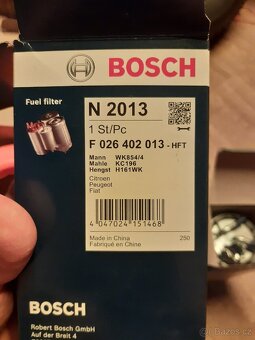 BOSCH
Fuel filter
N 2013
1 St/Pc
F 026 402 013 - HFT
Mann WK854/4
Mahle KC196
Hengst H161WK
Citroen
Peugeot
Fiat
4 047024 151468
Made in China 250
Fabriqué en Chine
BOSCH
Robert Bosch GmbH
Auf der Breit 4